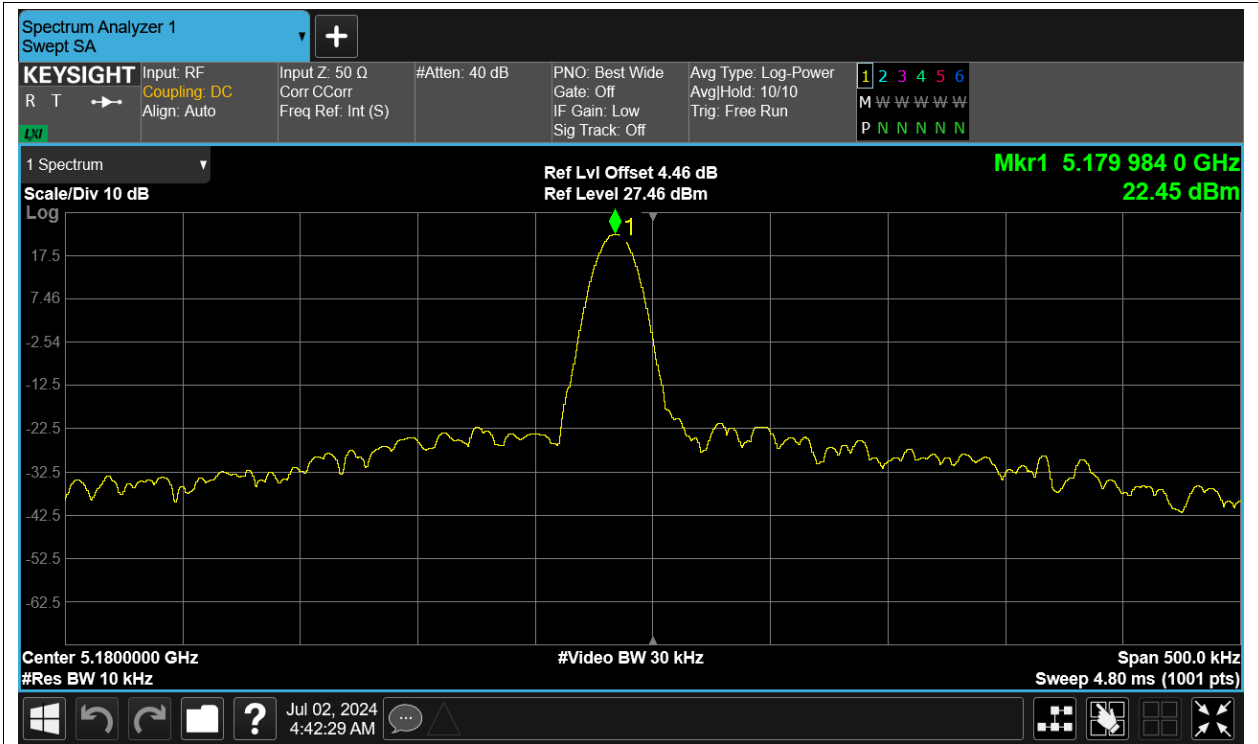 Spectrum Analyzer 1
Swept SA
KEYSIGHT
R T
LXI
Input: RF
Coupling: DC
Align: Auto
Input Z: 50 Ω
Corr CCorr
Freq Ref: Int (S)
#Atten: 40 dB
PNO: Best Wide
Gate: Off
IF Gain: Low
Sig Track: Off
Avg Type: Log-Power
Avg|Hold: 10/10
Trig: Free Run
1 2 3 4 5 6
M W W W W W
P N N N N N
1 Spectrum
Scale/Div 10 dB
Log
Ref Lvl Offset 4.46 dB
Ref Level 27.46 dBm
Mkr1 5.179 984 0 GHz
22.45 dBm
1
17.5
7.46
-2.54
-12.5
-22.5
-32.5
-42.5
-52.5
-62.5
Center 5.1800000 GHz
#Res BW 10 kHz
#Video BW 30 kHz
Span 500.0 kHz
Sweep 4.80 ms (1001 pts)
?
Jul 02, 2024
4:42:29 AM